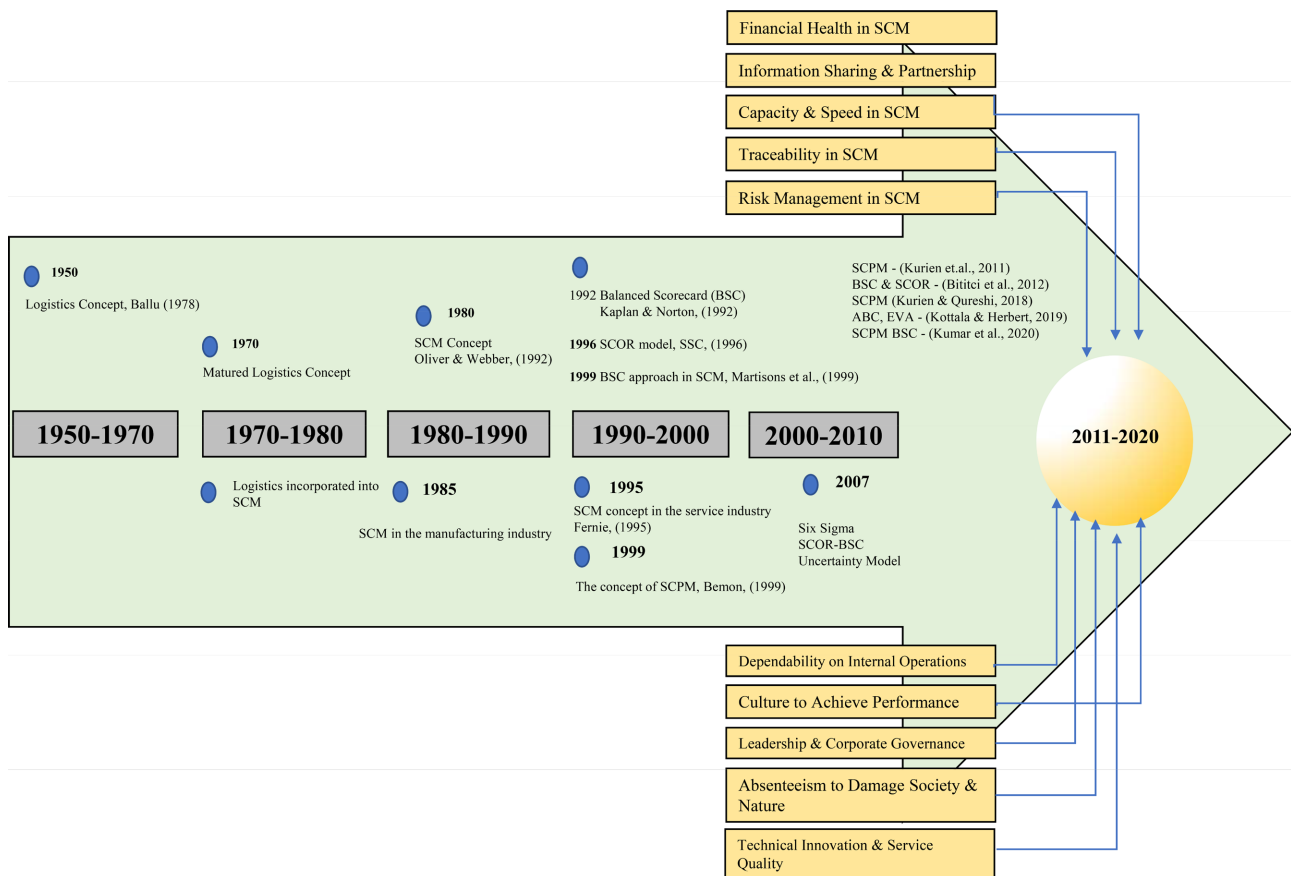 Financial Health in SCM
Information Sharing & Partnership
Capacity & Speed in SCM
Traceability in SCM
Risk Management in SCM
1950
Logistics Concept, Ballu (1978)
1970
Matured Logistics Concept
1980
SCM Concept
Oliver & Webber, (1992)
1992 Balanced Scorecard (BSC)
Kaplan & Norton, (1992)
1996 SCOR model, SSC, (1996)
1999 BSC approach in SCM, Martisons et al., (1999)
SCPM - (Kurien et.al., 2011)
BSC & SCOR - (Bititci et al., 2012)
SCPM (Kurien & Qureshi, 2018)
ABC, EVA - (Kottala & Herbert, 2019)
SCPM BSC - (Kumar et al., 2020)
1950-1970
1970-1980
1980-1990
1990-2000
2000-2010
2011-2020
Logistics incorporated into
SCM
1985
SCM in the manufacturing industry
1995
SCM concept in the service industry
Fernie, (1995)
1999
The concept of SCPM, Bemon, (1999)
2007
Six Sigma
SCOR-BSC
Uncertainty Model
Dependability on Internal Operations
Culture to Achieve Performance
Leadership & Corporate Governance
Absenteeism to Damage Society &
Nature
Technical Innovation & Service
Quality